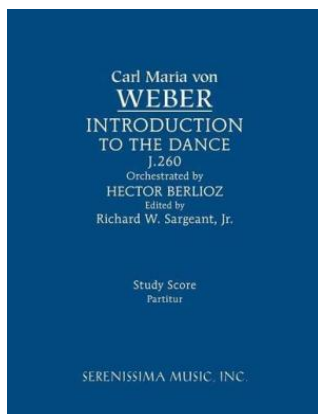 Carl Maria von
WEBER
INTRODUCTION
TO THE DANCE
J.260
Orchestrated by
HECTOR BERLIOZ
Edited by
Richard W. Sargeant, Jr.
Study Score
Partitur
SERENISSIMA MUSIC, INC.